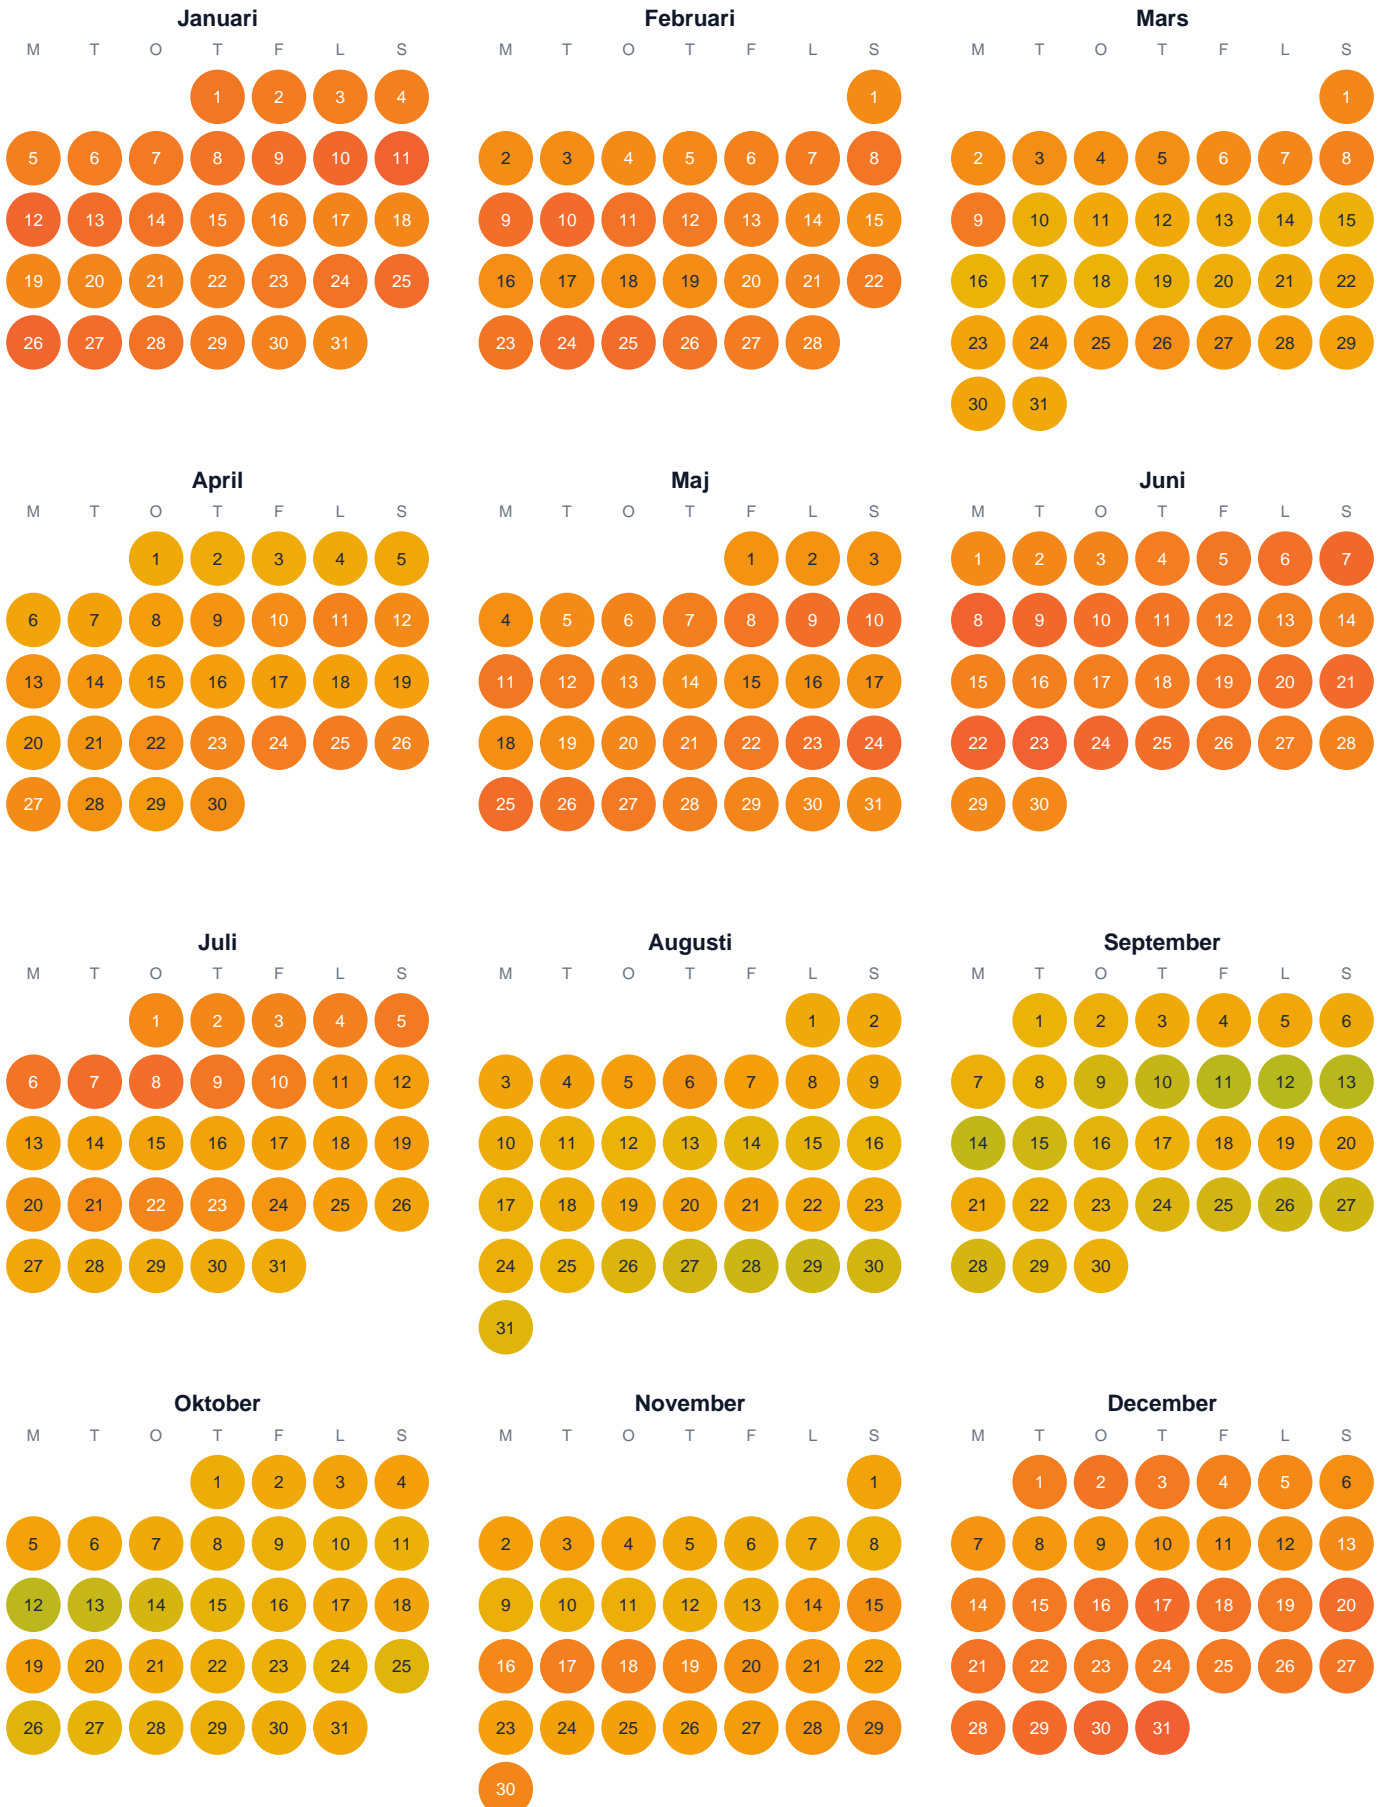 Januari Februari Mars
M T O T F L S M T O T F L S M T O T F L S
1 2 3 4 1 1
5 6 7 8 9 10 11 2 3 4 5 6 7 8 2 3 4 5 6 7 8
12 13 14 15 16 17 18 9 10 11 12 13 14 15 9 10 11 12 13 14 15
19 20 21 22 23 24 25 16 17 18 19 20 21 22 16 17 18 19 20 21 22
26 27 28 29 30 31 23 24 25 26 27 28 23 24 25 26 27 28 29
30 31
April Maj Juni
M T O T F L S M T O T F L S M T O T F L S
1 2 3 4 5 1 2 3 1 2 3 4 5 6 7
6 7 8 9 10 11 12 4 5 6 7 8 9 10 8 9 10 11 12 13 14
13 14 15 16 17 18 19 11 12 13 14 15 16 17 15 16 17 18 19 20 21
20 21 22 23 24 25 26 18 19 20 21 22 23 24 22 23 24 25 26 27 28
27 28 29 30 25 26 27 28 29 30 31 29 30
Juli Augusti September
M T O T F L S M T O T F L S M T O T F L S
1 2 3 4 5 1 2 1 2 3 4 5 6
6 7 8 9 10 11 12 3 4 5 6 7 8 9 7 8 9 10 11 12 13
13 14 15 16 17 18 19 10 11 12 13 14 15 16 14 15 16 17 18 19 20
20 21 22 23 24 25 26 17 18 19 20 21 22 23 21 22 23 24 25 26 27
27 28 29 30 31 24 25 26 27 28 29 30 28 29 30
31
Oktober November December
M T O T F L S M T O T F L S M T O T F L S
1 2 3 4 1 1 2 3 4 5 6
5 6 7 8 9 10 11 2 3 4 5 6 7 8 7 8 9 10 11 12 13
12 13 14 15 16 17 18 9 10 11 12 13 14 15 14 15 16 17 18 19 20
19 20 21 22 23 24 25 16 17 18 19 20 21 22 21 22 23 24 25 26 27
26 27 28 29 30 31 23 24 25 26 27 28 29 28 29 30 31
30